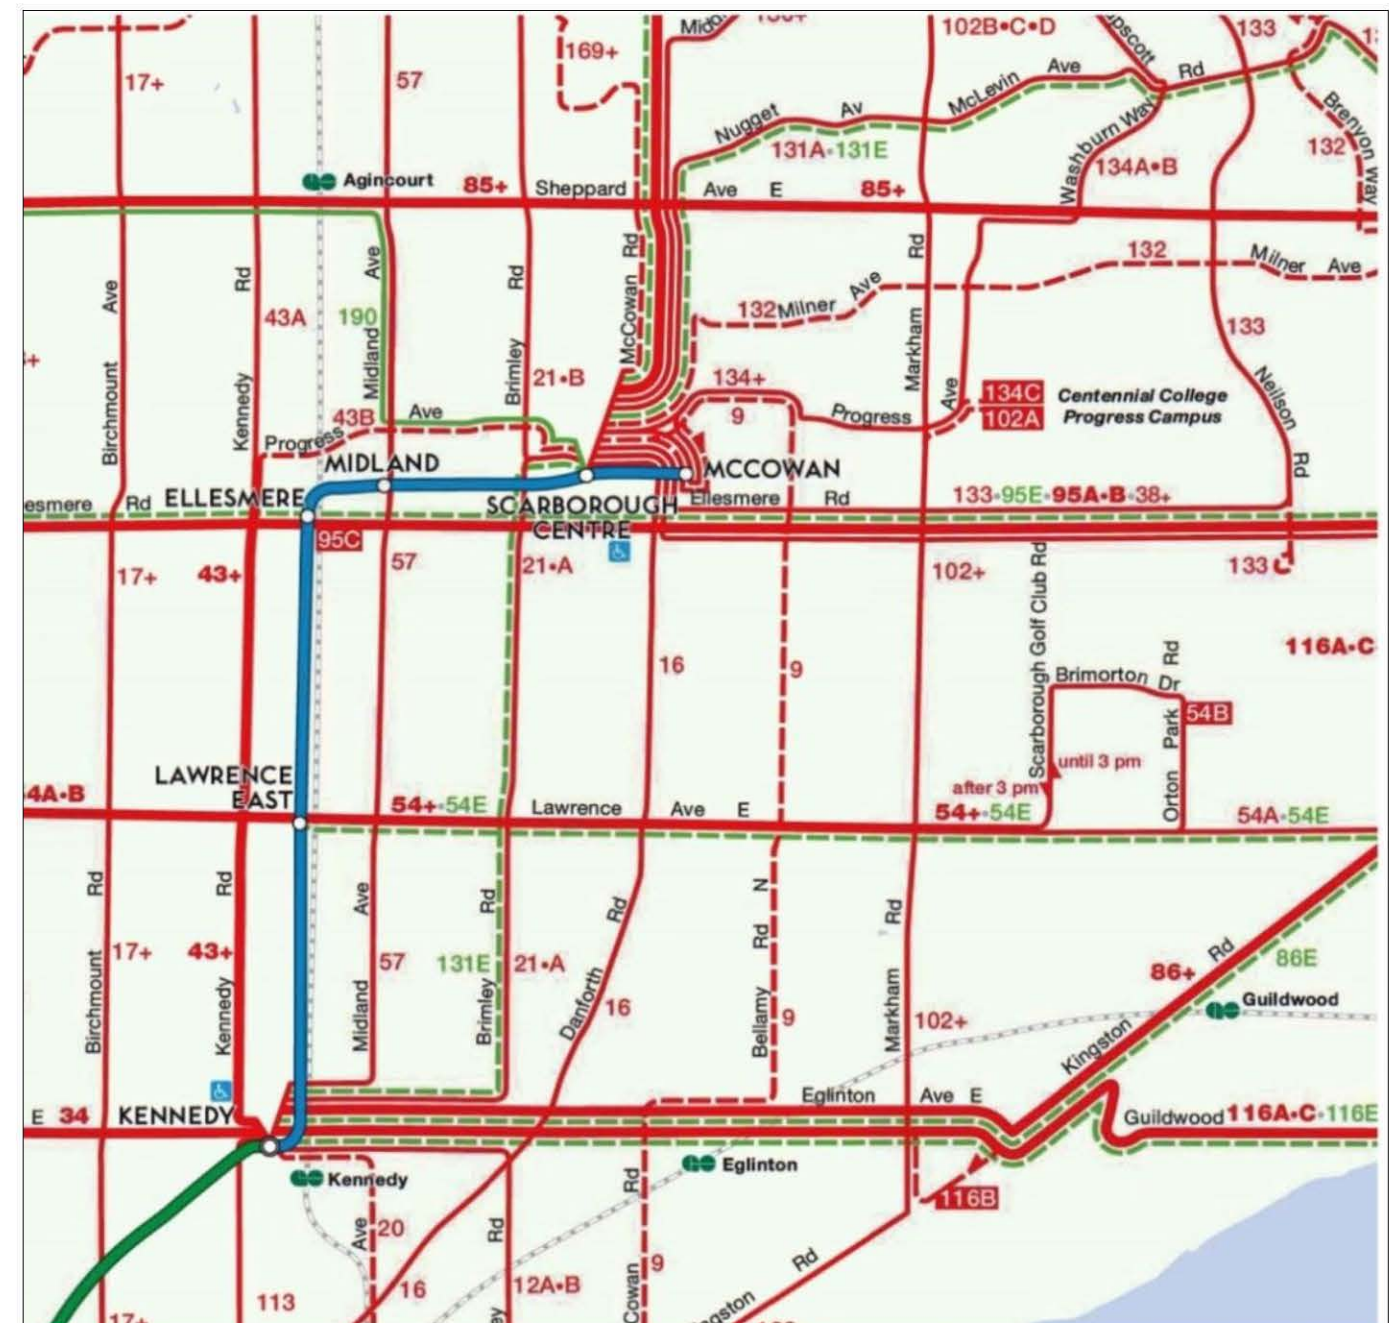 169+
102B•C•D
133
17+
57
Ave
Rd
McLevin
Av
Nugget
131A•131E
Washburn Way
134A•B
132
Brenyon Way
Agincourt
85+
Sheppard
Ave E
85+
Ave
Rd
Ave
Rd
Rd
Rd
132
Milner Ave
43A
190
Midland
McCowan
132
Milner Ave
133
Birchmount
Kennedy
Brimley
21•B
Markham
Neilson
Rd
134+
9
Ave
134C
102A
Centennial College
Progress Campus
43B
Ave
Progress
Progress
MIDLAND
MCCOWAN
ELLESMERE
SCARBOROUGH
CENTRE
esmere Rd
Ellesmere Rd
133•95E•95A•B•38+
95C
17+
43+
57
21•A
102+
Scarborough Golf Club Rd
133
16
9
116A•C
Brimorton Dr
Rd
Park
Orton
54B
until 3 pm
after 3 pm
LAWRENCE
EAST
4A•B
54+•54E
Lawrence Ave E
54+•54E
54A•54E
Rd
Rd
Ave
Rd
Rd
N
Rd
Rd
17+
43+
57
131E
21•A
Birchmount
Kennedy
Midland
Brimley
Danforth
16
Bellamy
9
Markham
102+
86+
Rd
86E
Guildwood
Kingston
Eglinton Ave E
E 34
KENNEDY
Guildwood
116A•C•116E
Kennedy
Eglinton
116B
Ave
20
Rd
Rd
16
12A•B
9
Cowan
Rd
113
17+